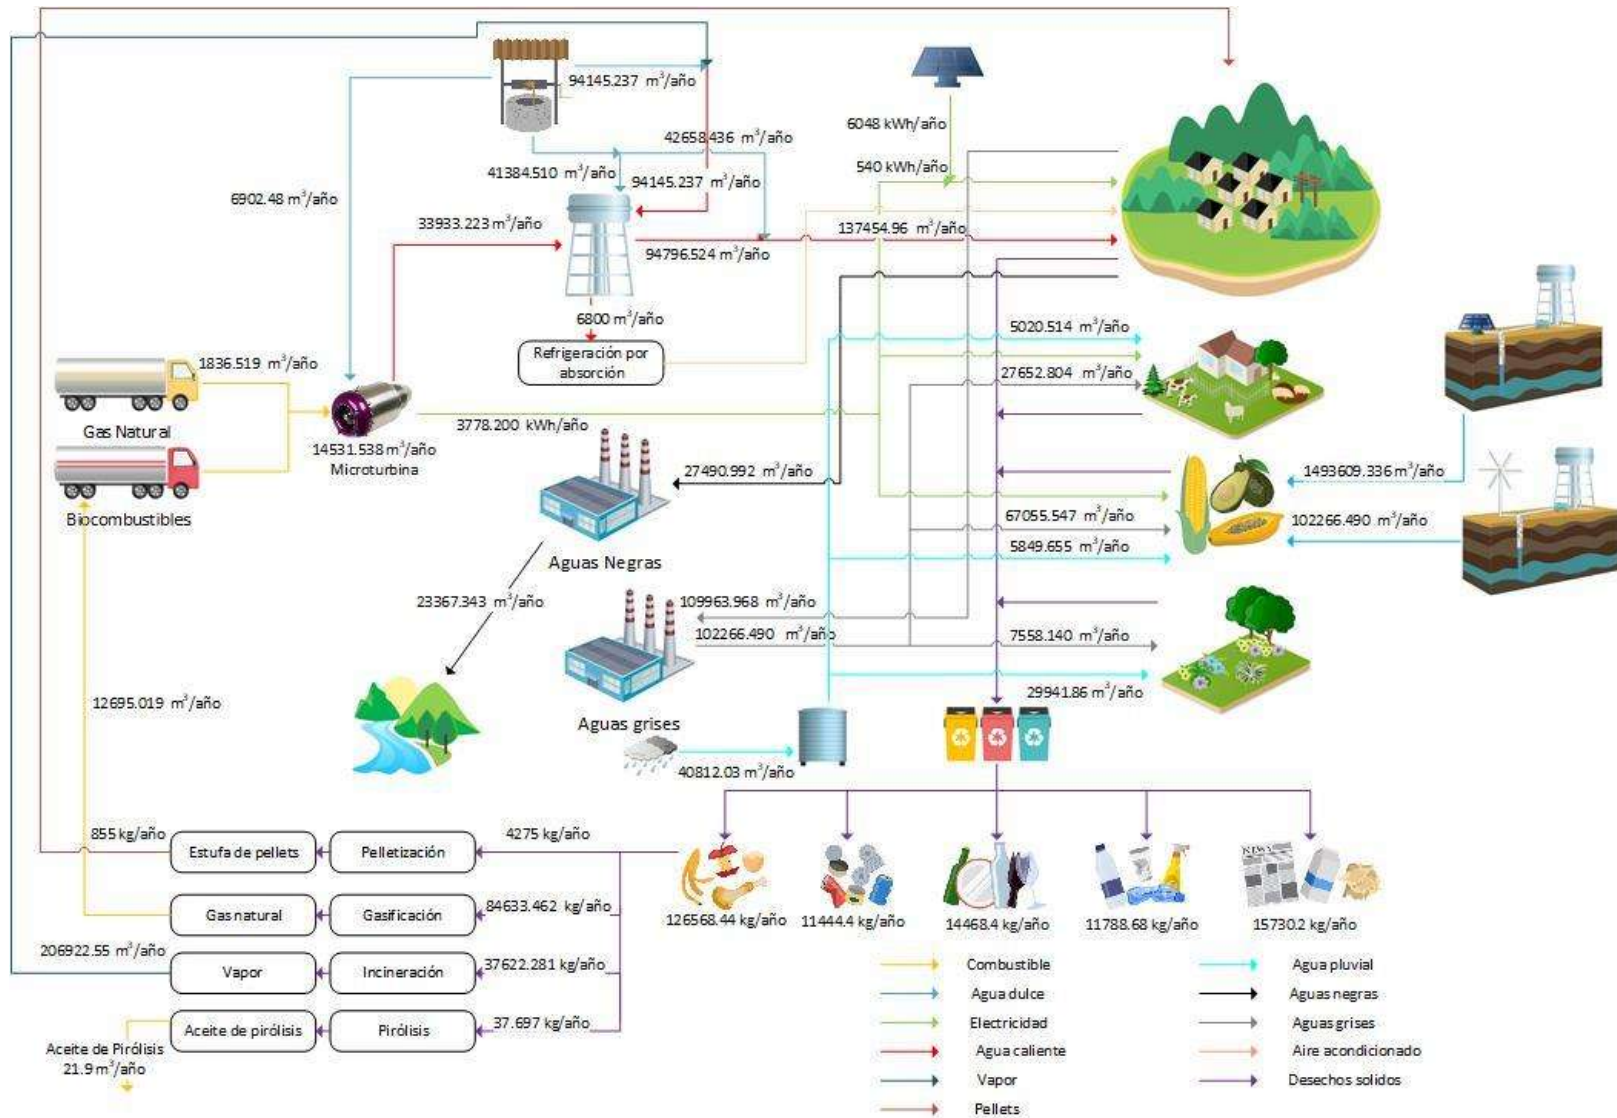 94145.237 m³/año
6048 kWh/año
42658.436 m³/año
540 kWh/año
41384.510 m³/año
94145.237 m³/año
6902.48 m³/año
33933.223 m³/año
137454.96 m³/año
94796.524 m³/año
6800 m³/año
5020.514 m³/año
Refrigeración por
absorción
1836.519 m³/año
27652.804 m³/año
Gas Natural
3778.200 kWh/año
14531.538 m³/año
Microturbina
27490.992 m³/año
1493609.336 m³/año
Biocombustibles
67055.547 m³/año
102266.490 m³/año
5849.655 m³/año
Aguas Negras
23367.343 m³/año
109963.968 m³/año
102266.490 m³/año
7558.140 m³/año
12695.019 m³/año
29941.86 m³/año
Aguas grises
40812.03 m³/año
855 kg/año
4275 kg/año
Estufa de pellets
Pelletización
NEWS
84633.462 kg/año
Gas natural
Gasificación
126568.44 kg/año
11444.4 kg/año
14468.4 kg/año
11788.68 kg/año
15730.2 kg/año
206922.55 m³/año
Vapor
Incineración
37622.281 kg/año
Combustible
Agua pluvial
Agua dulce
Aguas negras
Aceite de pirólisis
Pirólisis
37.697 kg/año
Electricidad
Aguas grises
Aceite de Pirólisis
21.9 m³/año
Agua caliente
Aire acondicionado
Vapor
Desechos solidos
Pellets